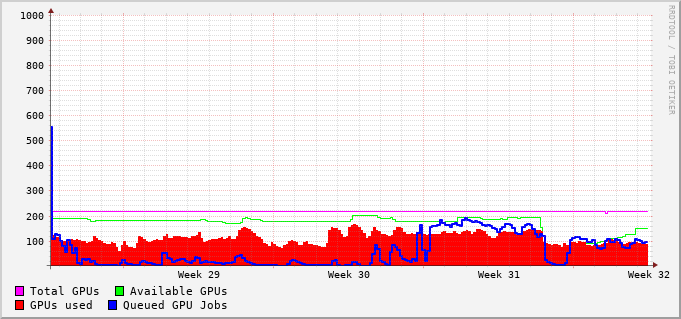 1000
900
800
700
600
500
400
300
200
100
Week 29 Week 30 Week 31 Week 32
Total GPUs Available GPUs
GPUs used Queued GPU Jobs
RRDTOOL / TOBI OETIKER